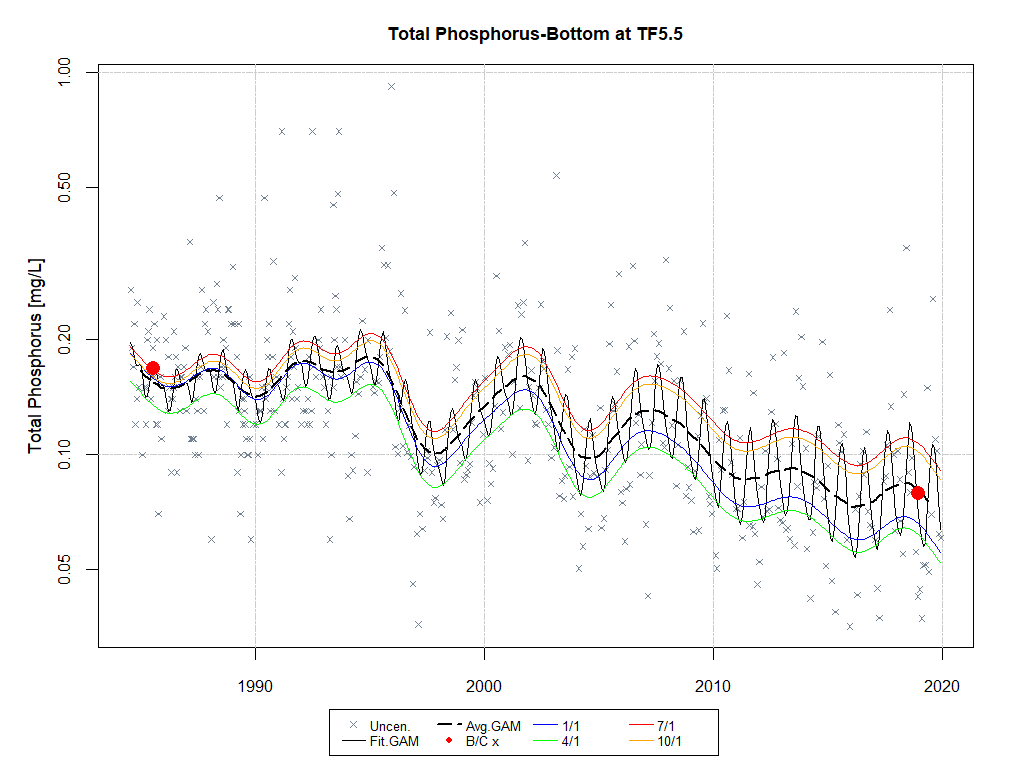 Total Phosphorus-Bottom at TF5.5
Total Phosphorus [mg/L]
1.00
0.50
0.20
0.10
0.05
1990 2000 2010 2020
Uncen. Avg.GAM 1/1 7/1
Fit.GAM B/C x 4/1 10/1